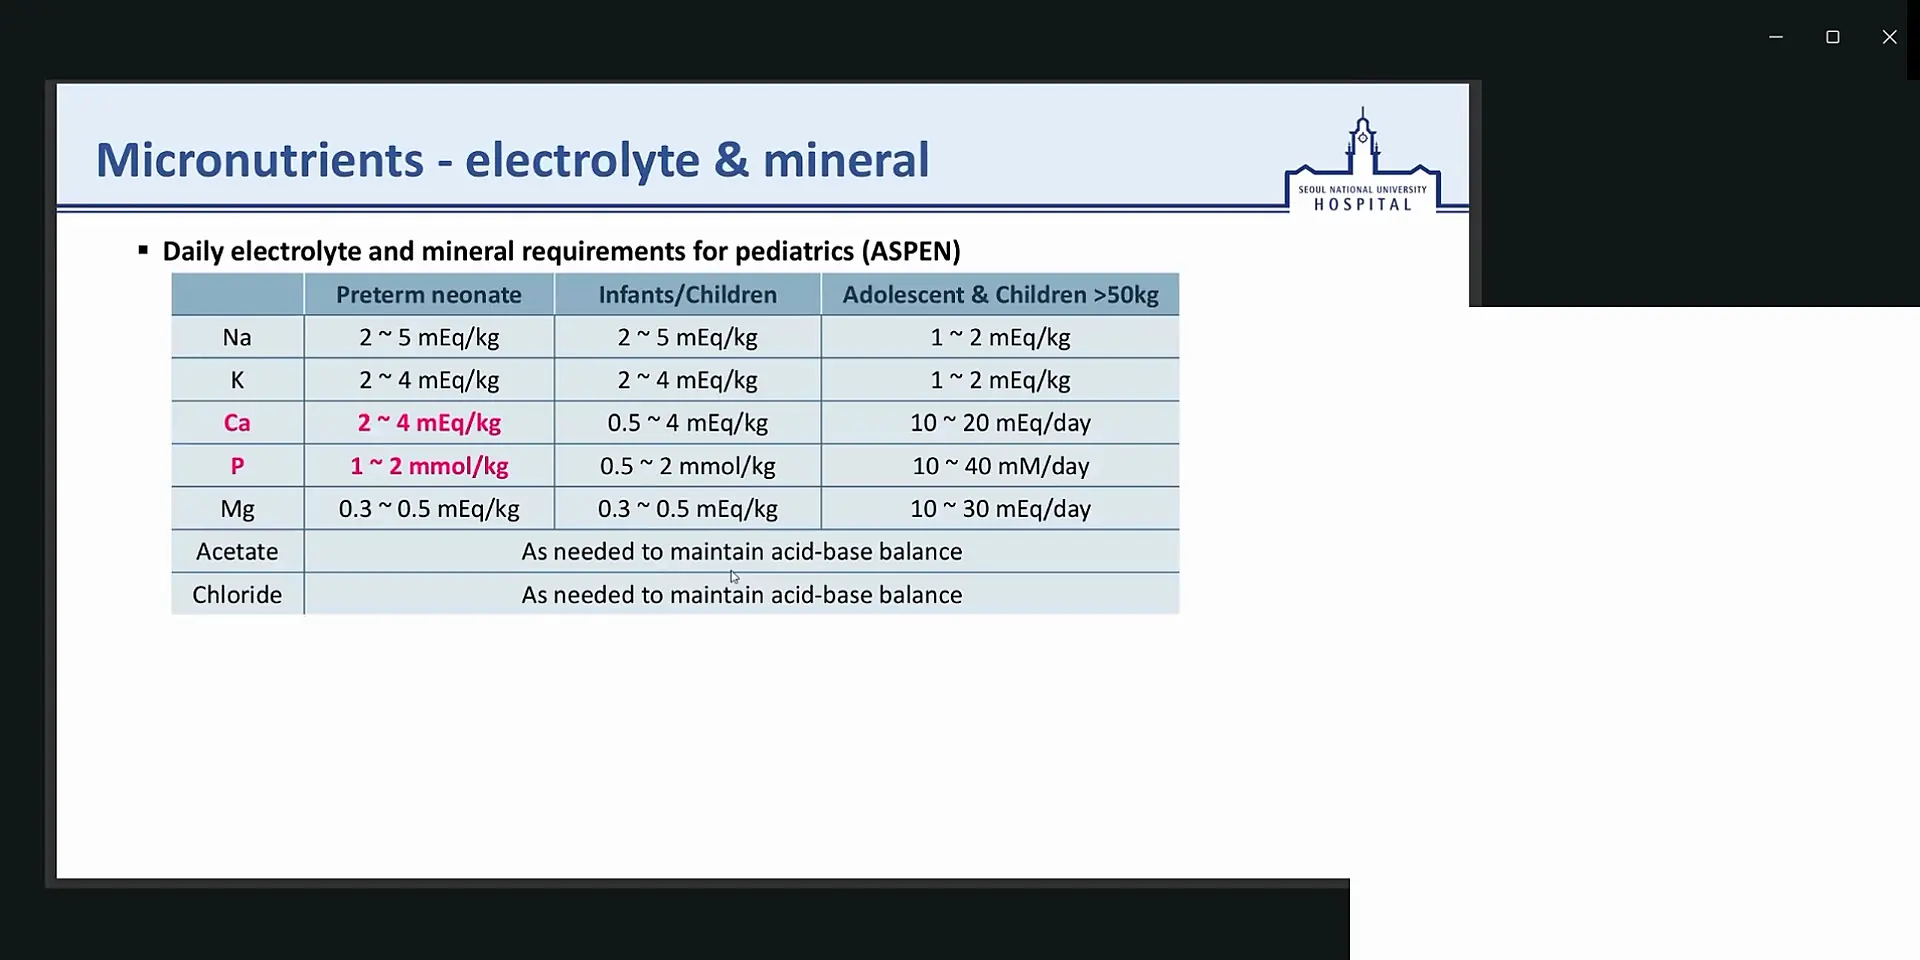 Micronutrients - electrolyte & mineral
SEOUL NATIONAL UNIVERSITY
HOSPITAL
▪ Daily electrolyte and mineral requirements for pediatrics (ASPEN)
Preterm neonate Infants/Children Adolescent & Children >50kg
Na 2 ~ 5 mEq/kg 2 ~ 5 mEq/kg 1 ~ 2 mEq/kg
K 2 ~ 4 mEq/kg 2 ~ 4 mEq/kg 1 ~ 2 mEq/kg
Ca 2 ~ 4 mEq/kg 0.5 ~ 4 mEq/kg 10 ~ 20 mEq/day
P 1 ~ 2 mmol/kg 0.5 ~ 2 mmol/kg 10 ~ 40 mM/day
Mg 0.3 ~ 0.5 mEq/kg 0.3 ~ 0.5 mEq/kg 10 ~ 30 mEq/day
Acetate As needed to maintain acid-base balance
Chloride As needed to maintain acid-base balance